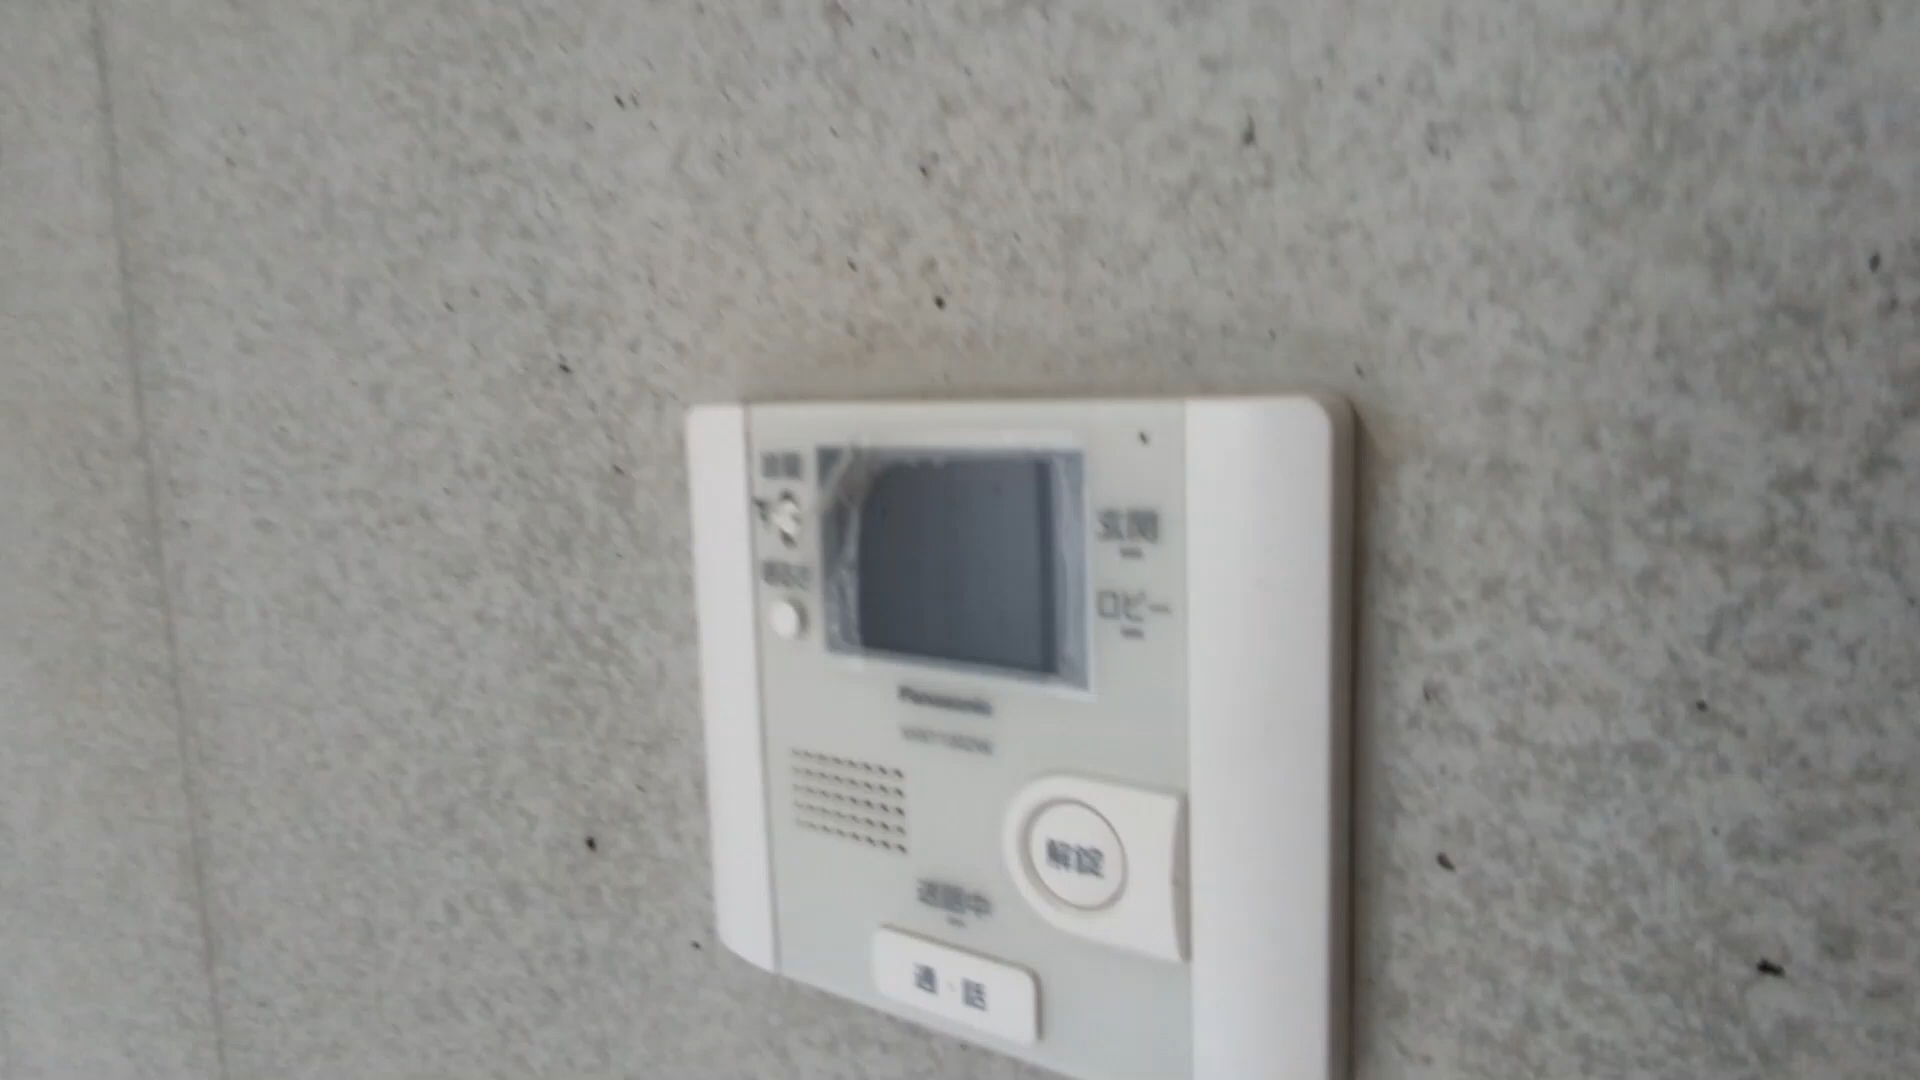 玄関
ロビー
Panasonic
解錠
通話中
通・話